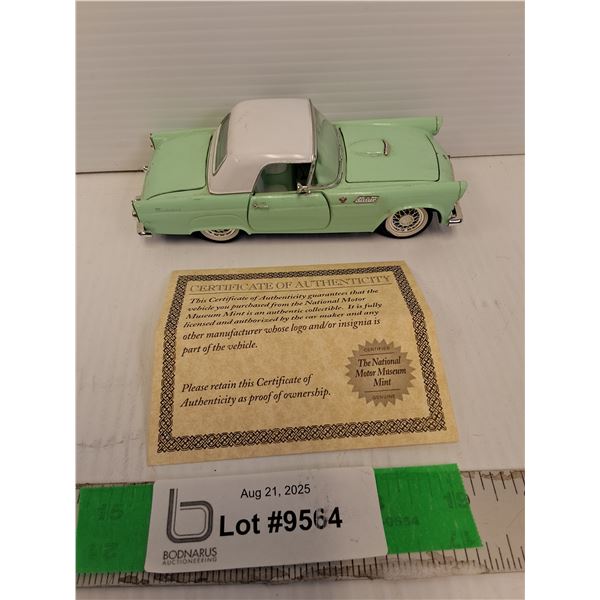 CERTIFICATE OF AUTHENTICITY
This Certificate of Authenticity guarantees that the
vehicle you purchased from the National Motor
Museum Mint is an authentic collectible. It is fully
licensed and authorized by the car maker and any
other manufacturer whose logo and/or insignia is
part of the vehicle.
Please retain this Certificate of
Authenticity as proof of ownership.
CERTIFIED
The National
Motor Museum
Mint
GENUINE
Aug 21, 2025
Lot #9564
b
BODNARUS
AUCTIONEERING
15
19